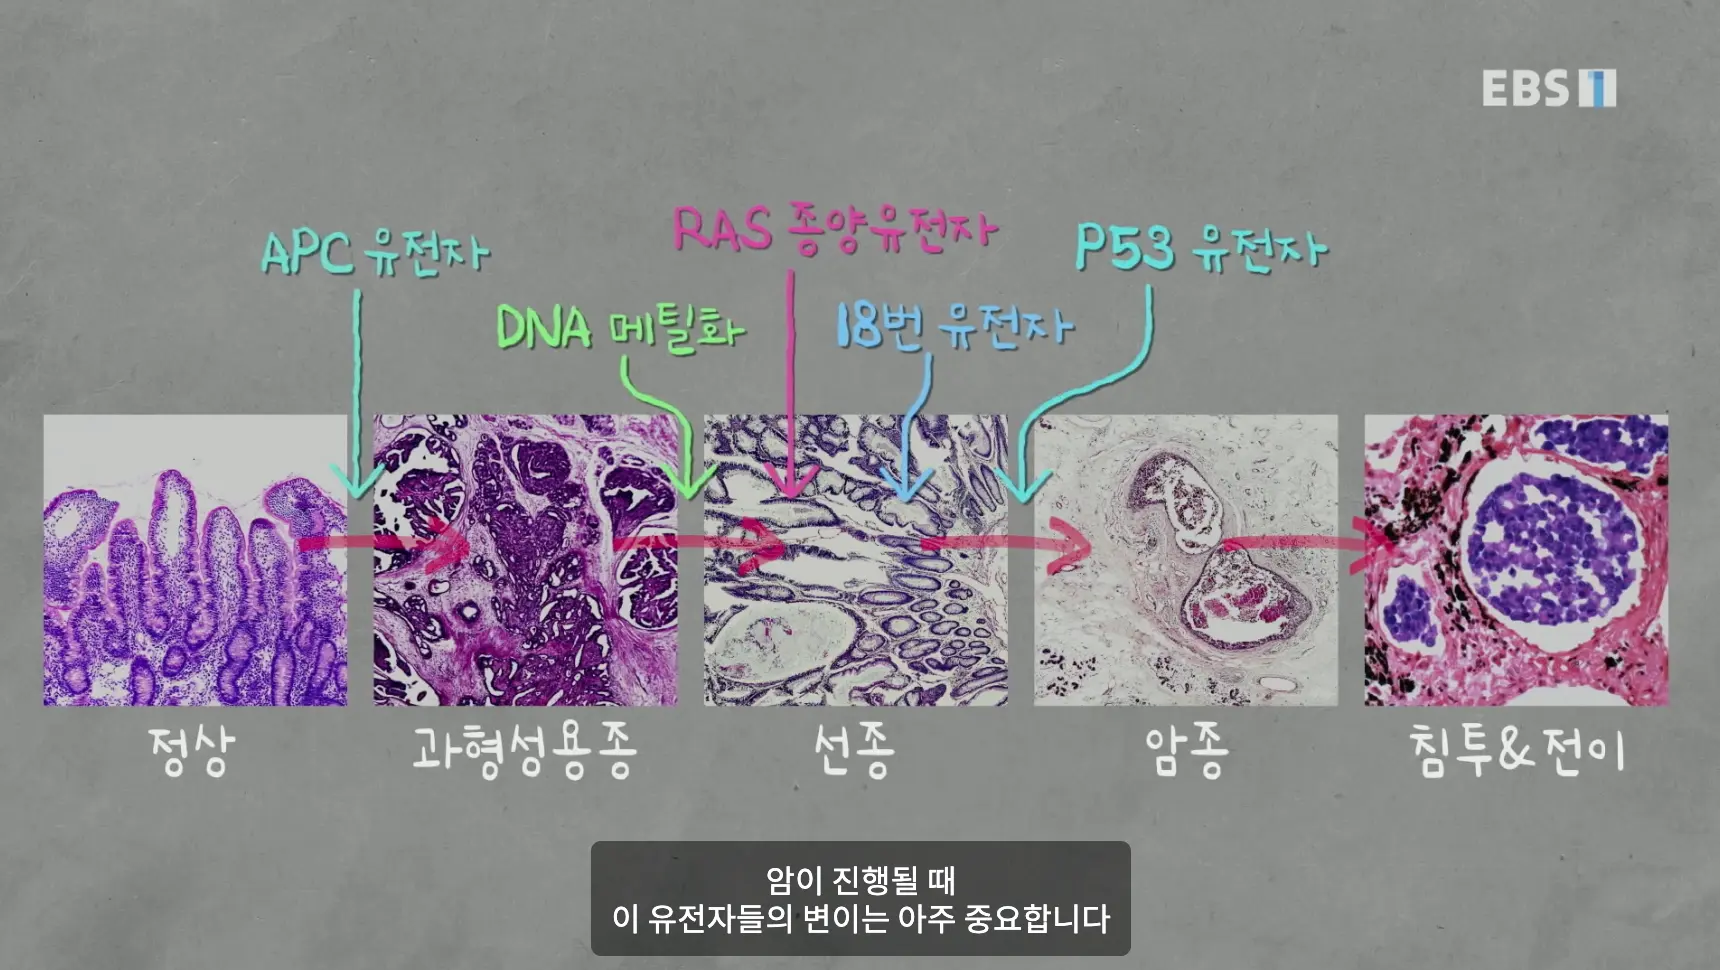 EBS 1
RAS 종양유전자
APC 유전자
P53 유전자
DNA 메틸화
18번 유전자
정상
과형성용종
선종
암종
침투&전이
암이 진행될 때
이 유전자들의 변이는 아주 중요합니다